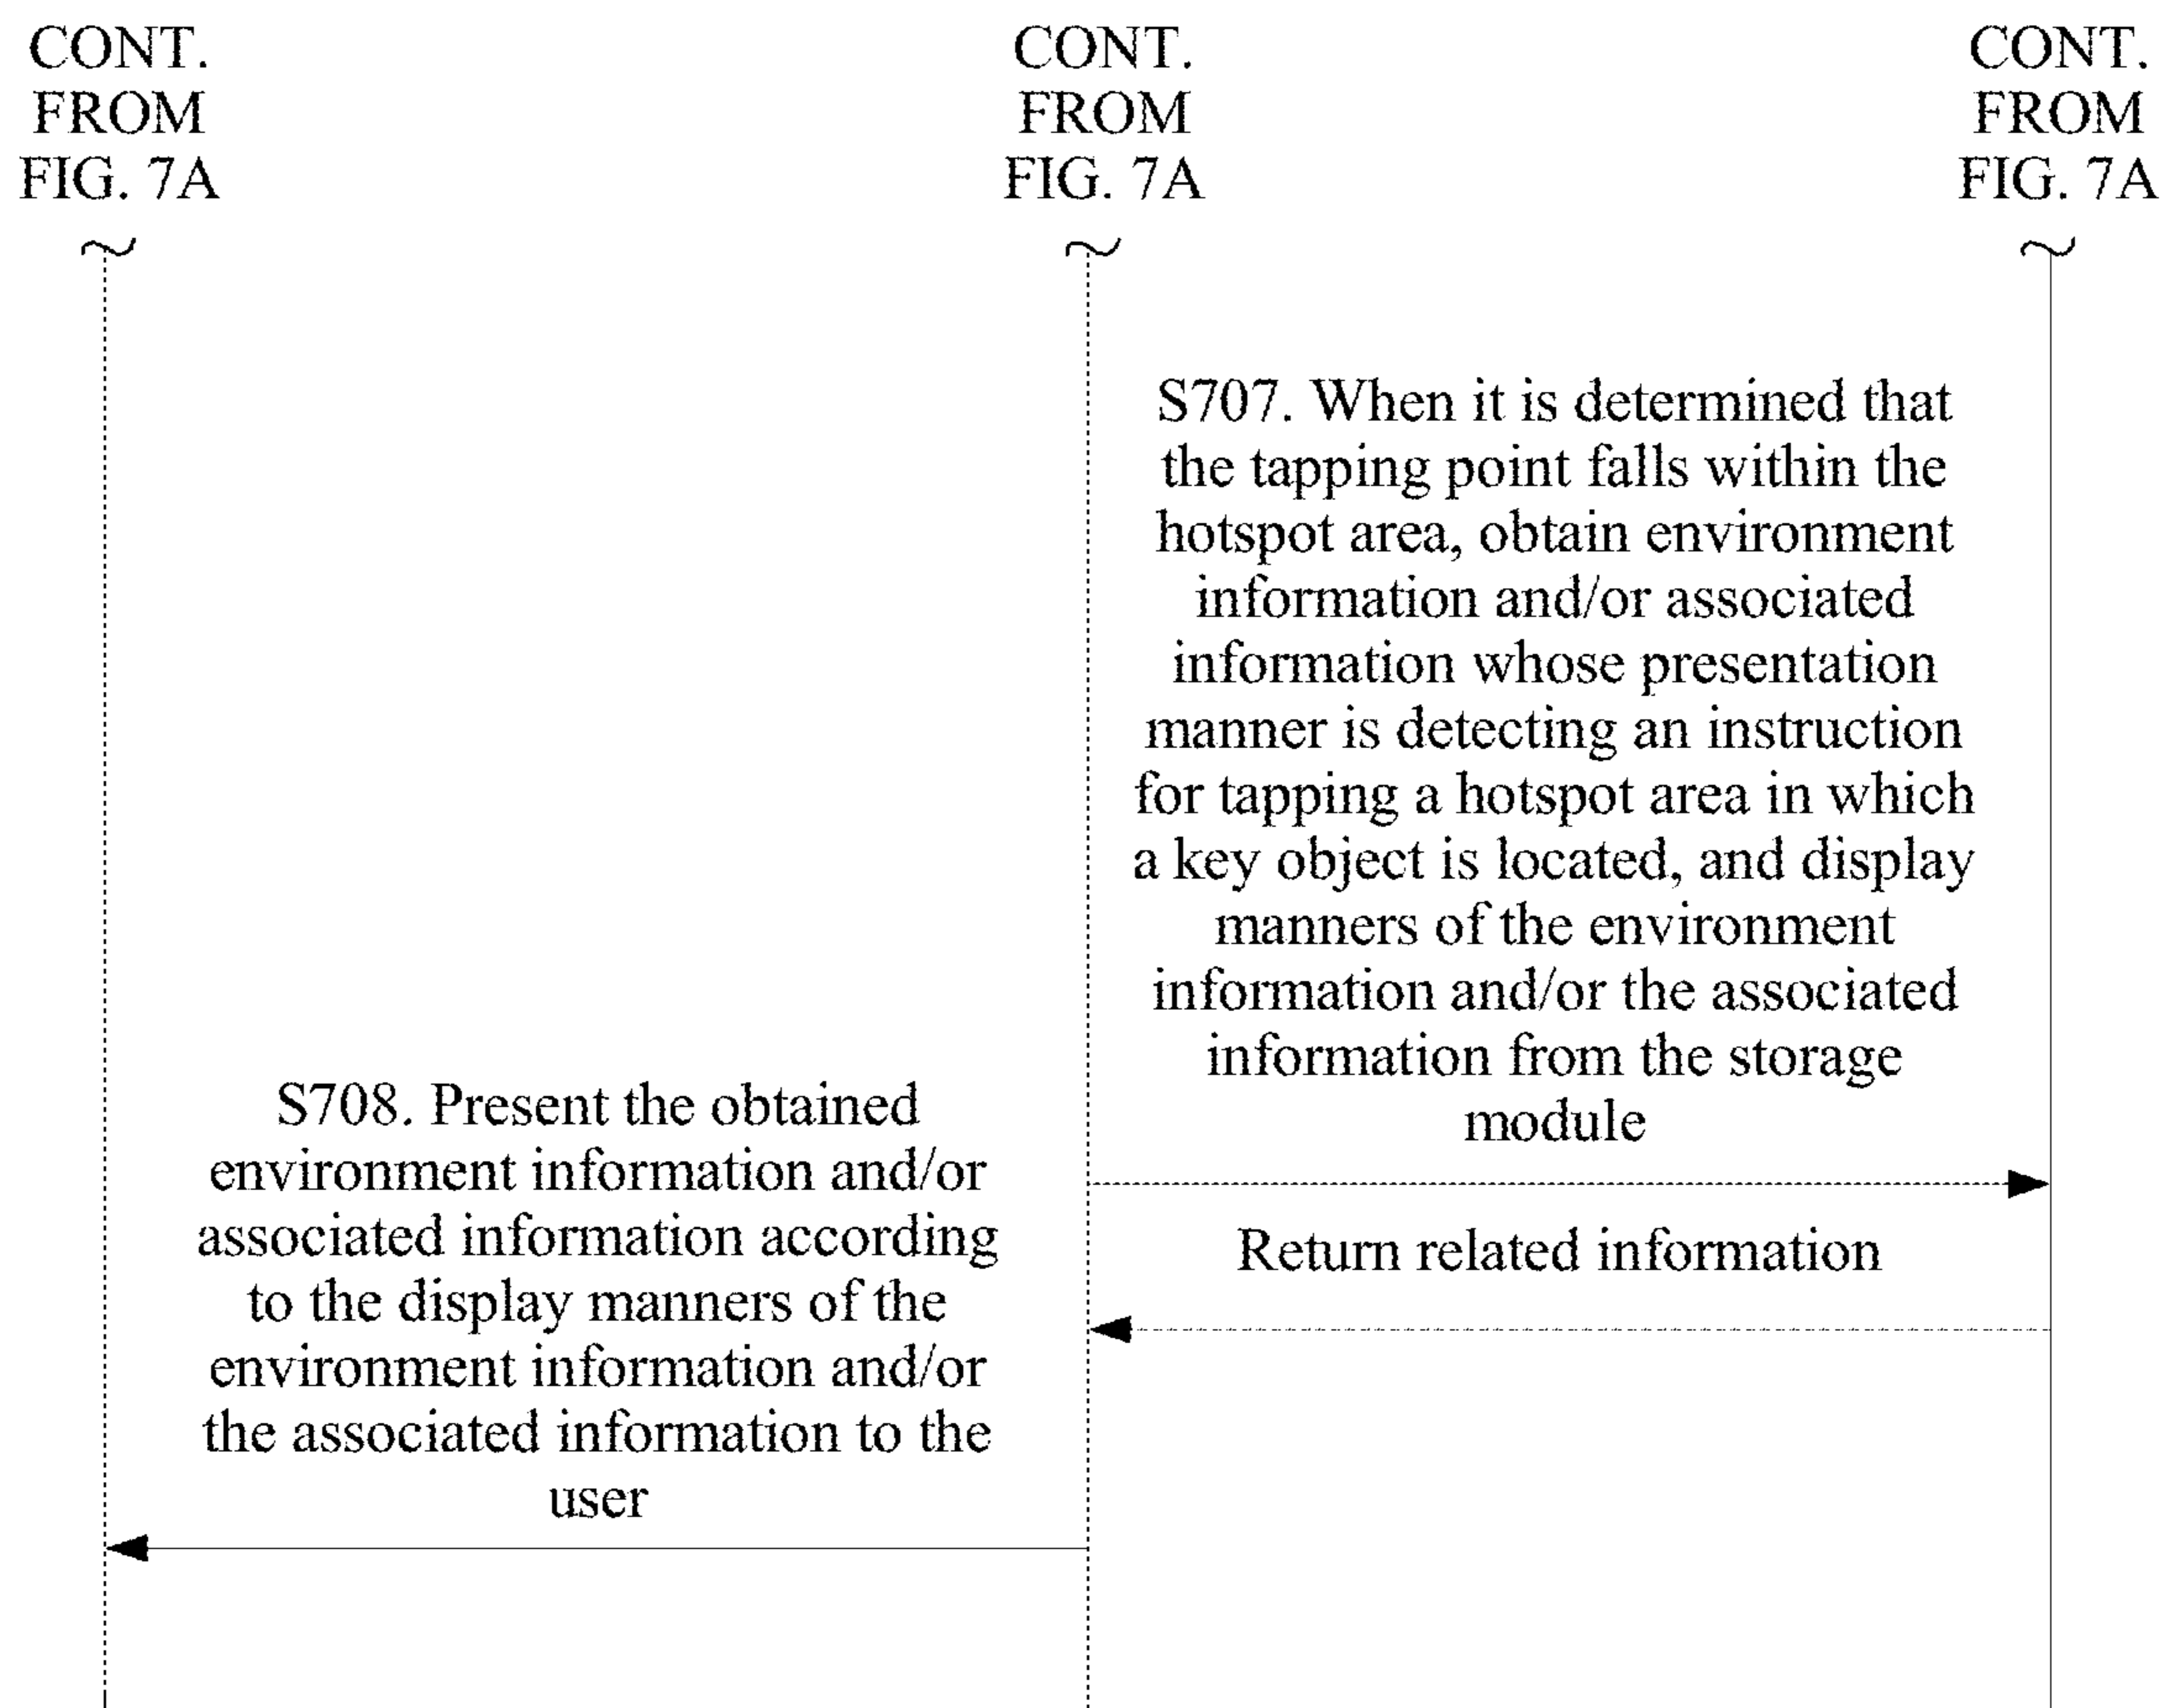 CONT.
FROM
FIG. 7A
CONT.
FROM
FIG. 7A
CONT.
FROM
FIG. 7A
S707. When it is determined that
the tapping point falls within the
hotspot area, obtain environment
information and/or associated
information whose presentation
manner is detecting an instruction
for tapping a hotspot area in which
a key object is located, and display
manners of the environment
information and/or the associated
information from the storage
module
Return related information
S708. Present the obtained
environment information and/or
associated information according
to the display manners of the
environment information and/or
the associated information to the
user